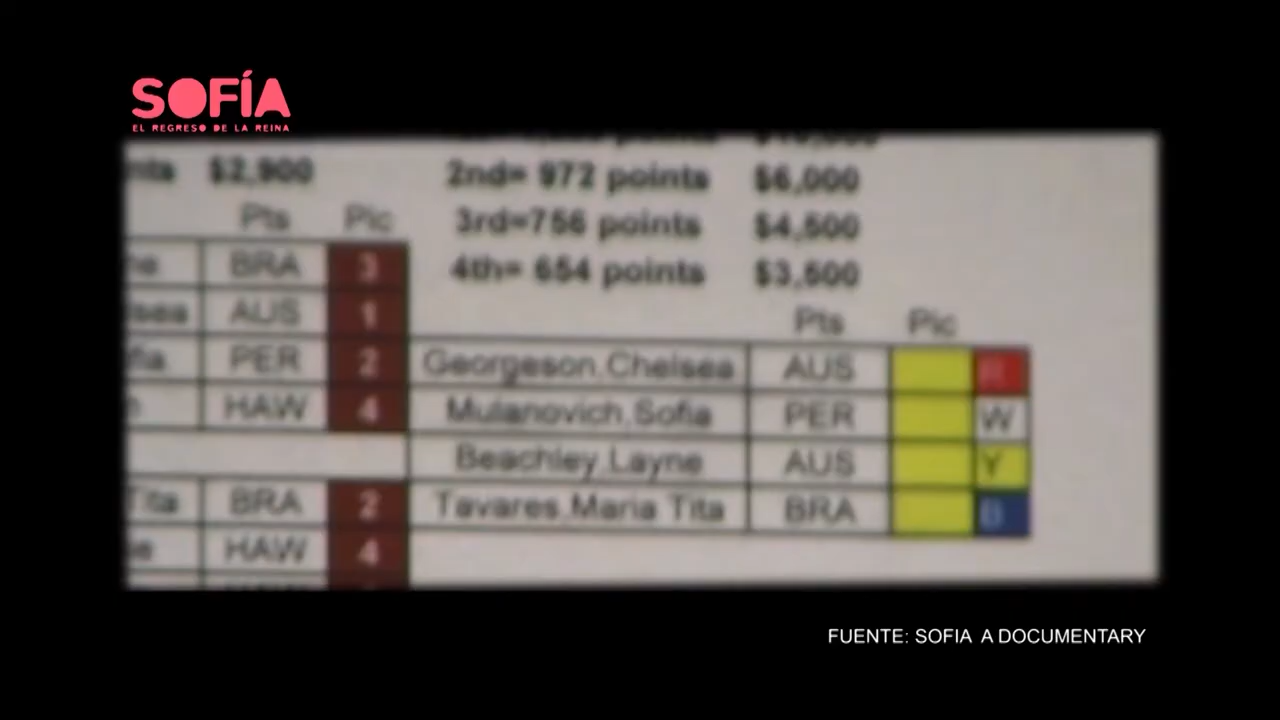 SOFÍA
EL REGRESO DE LA REINA
$2,900
2nd= 972 points $6,000
3rd=756 points $4,500
4th= 654 points $3,500
Pts Plc
Pts Plc
BRA 3
AUS 1
PER 2 Georgeson,Chelsea AUS R
HAW 4 Mulanovich,Sofia PER W
Beachley,Layne AUS Y
BRA 2 Tavares,Maria Tita BRA B
HAW 4
FUENTE: SOFIA A DOCUMENTARY